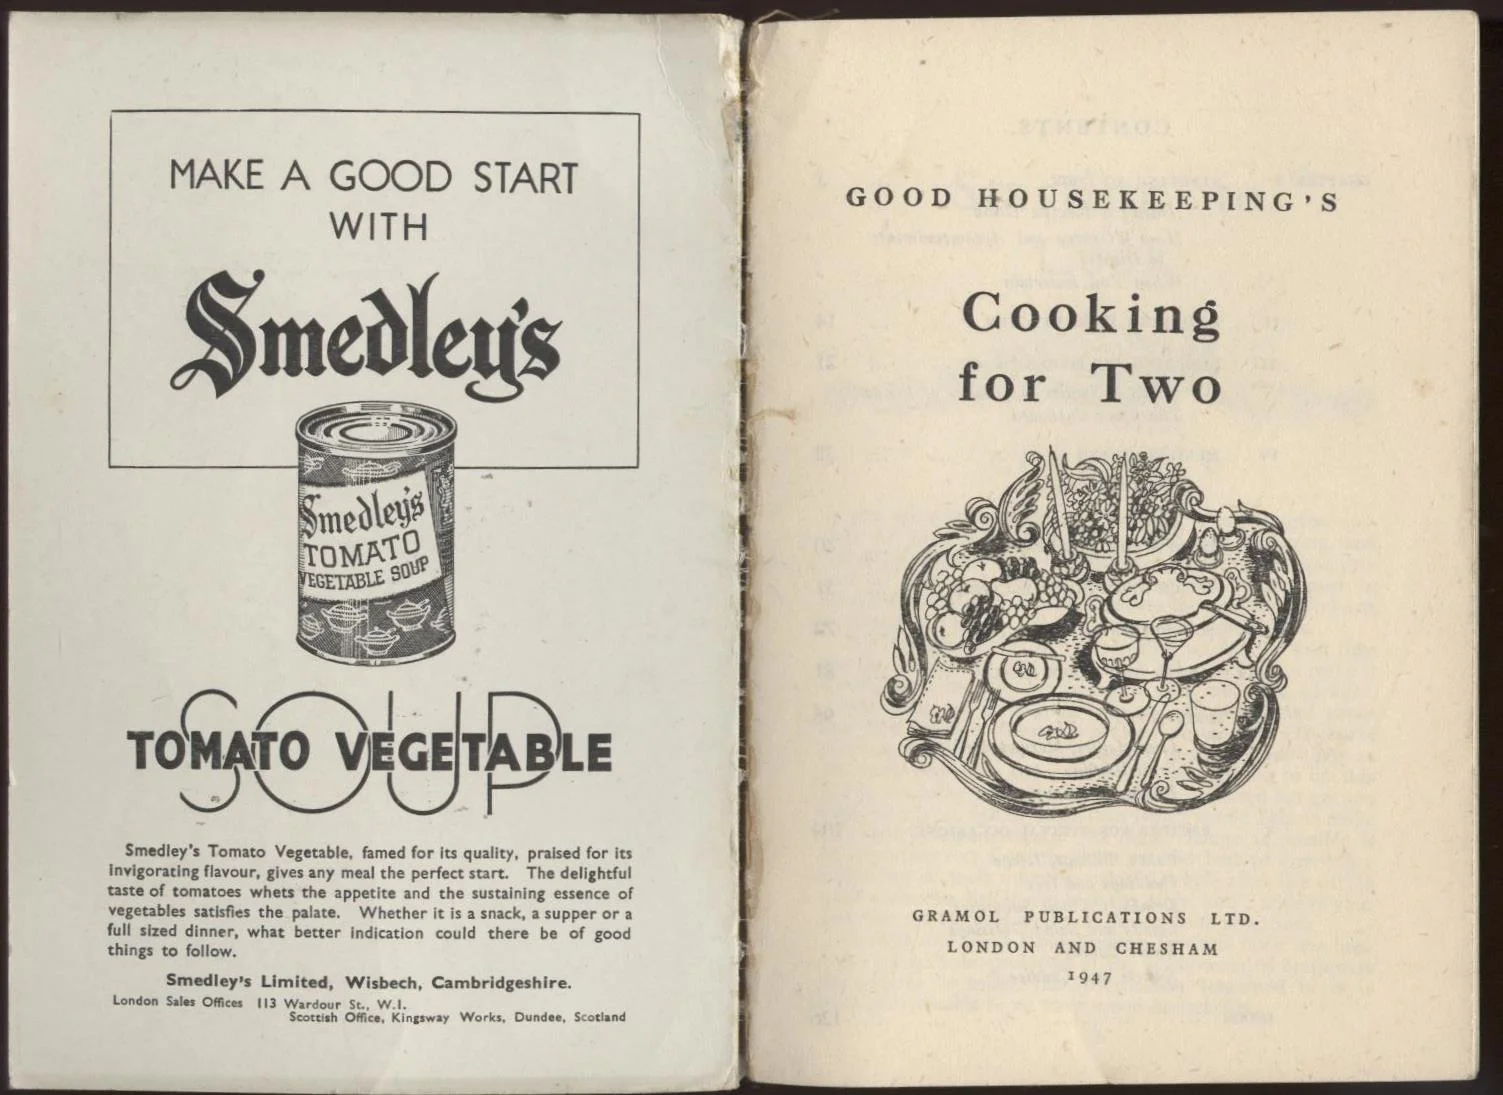 MAKE A GOOD START
WITH
Smedley's
Smedley's
TOMATO
VEGETABLE SOUP
SOUP
TOMATO VEGETABLE
Smedley's Tomato Vegetable, famed for its quality, praised for its
invigorating flavour, gives any meal the perfect start. The delightful
taste of tomatoes whets the appetite and the sustaining essence of
vegetables satisfies the palate. Whether it is a snack, a supper or a
full sized dinner, what better indication could there be of good
things to follow.
Smedley's Limited, Wisbech, Cambridgeshire.
London Sales Offices 113 Wardour St., W.1.
Scottish Office, Kingsway Works, Dundee, Scotland
GOOD HOUSEKEEPING'S
Cooking
for Two
GRAMOL PUBLICATIONS LTD.
LONDON AND CHESHAM
1947